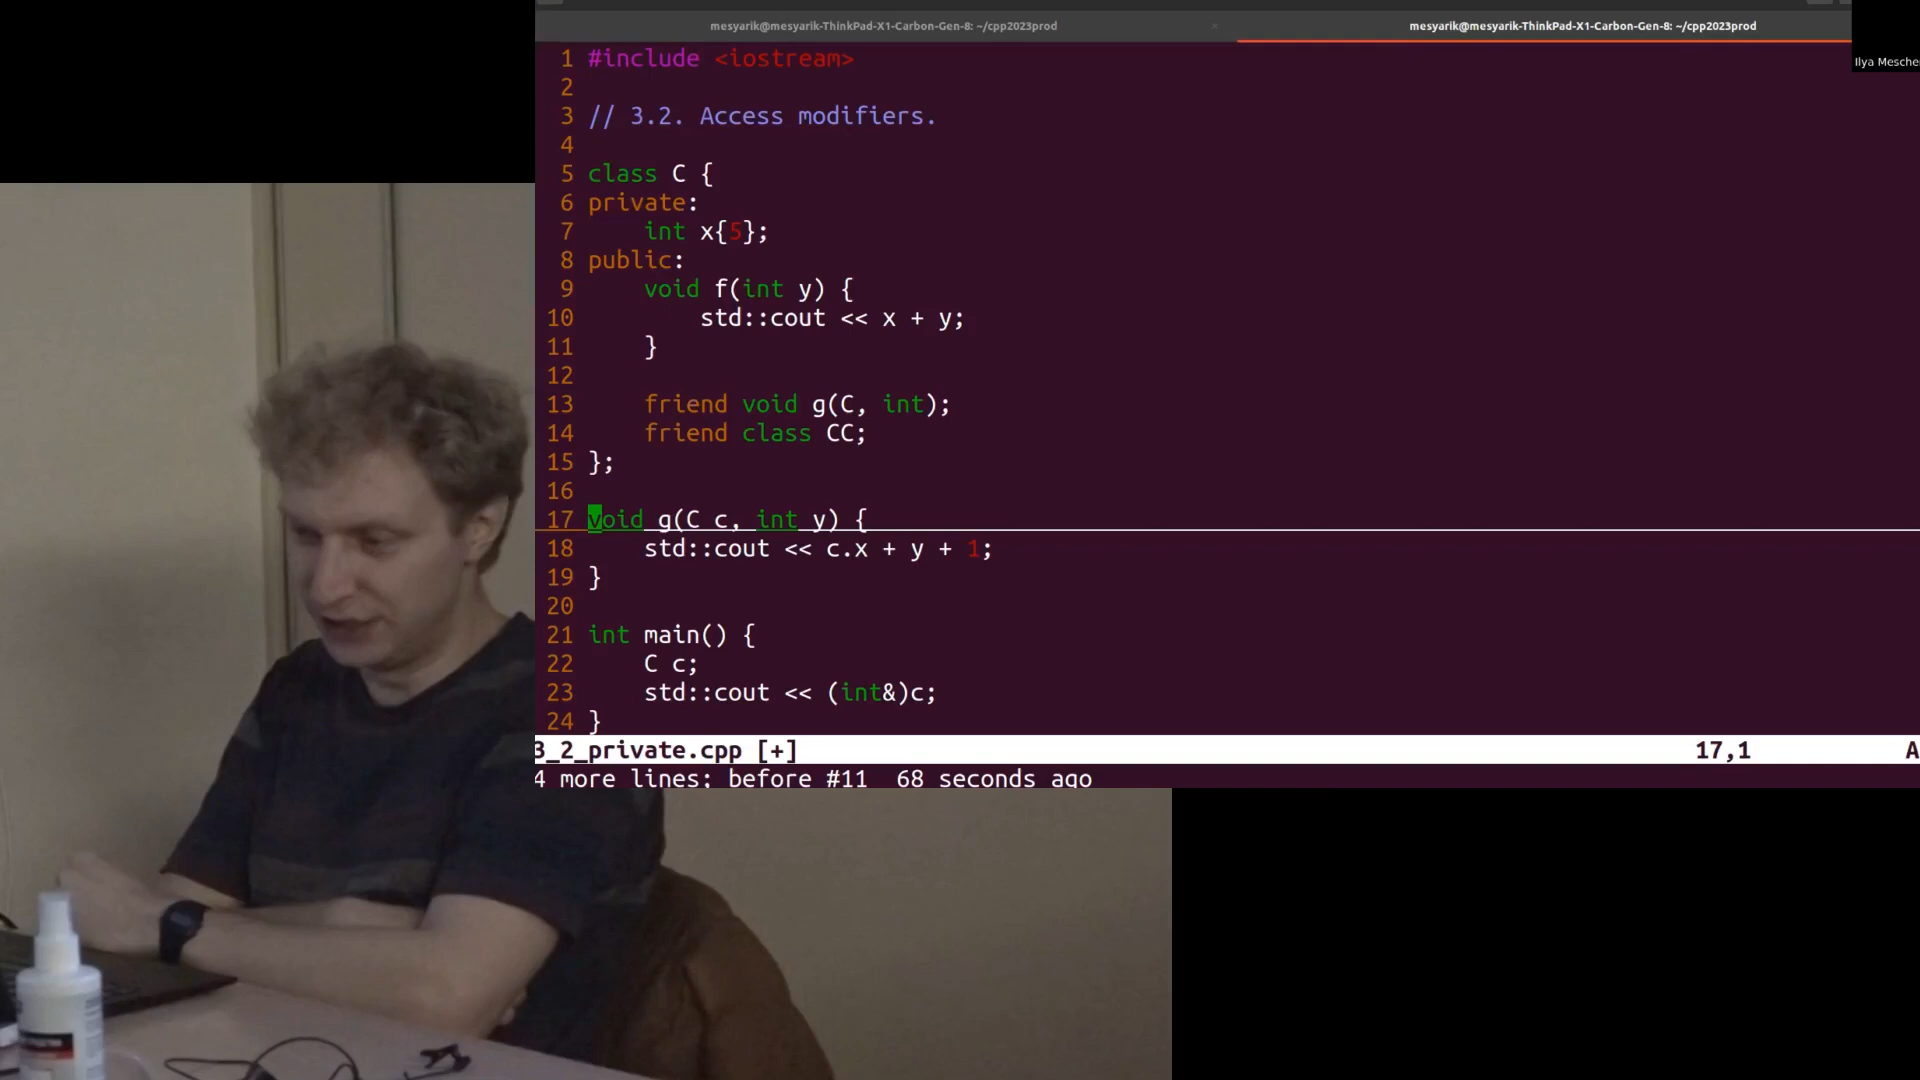 mesyarik@mesyarik-ThinkPad-X1-Carbon-Gen-8: ~/cpp2023prod
×
mesyarik@mesyarik-ThinkPad-X1-Carbon-Gen-8: ~/cpp2023prod
Ilya Mesche
1 #include <iostream>
2
3 // 3.2. Access modifiers.
4
5 class C {
6 private:
7     int x{5};
8 public:
9     void f(int y) {
10         std::cout << x + y;
11     }
12
13     friend void g(C, int);
14     friend class CC;
15 };
16
17 void g(C c, int y) {
18     std::cout << c.x + y + 1;
19 }
20
21 int main() {
22     C c;
23     std::cout << (int&)c;
24 }
3_2_private.cpp [+] 17,1 A
4 more lines; before #11  68 seconds ago